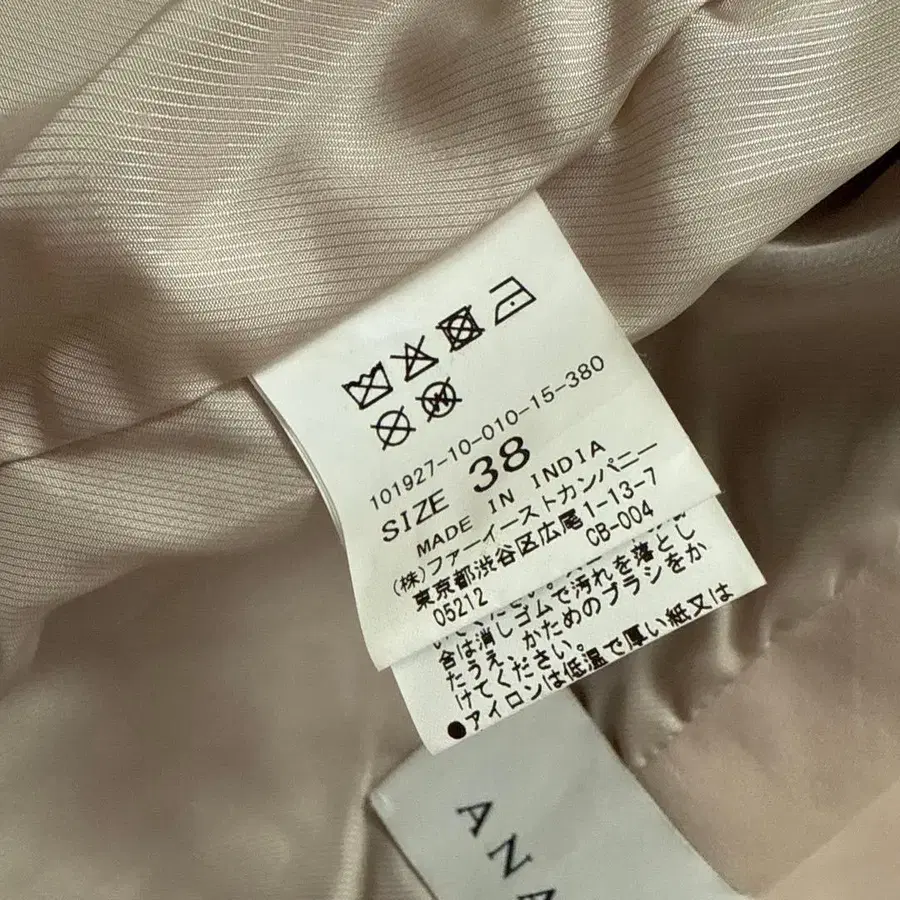 101927-10-010-15-380
SIZE 38
MADE IN INDIA
(株)ファーイーストカンパニー
東京都渋谷区広尾1-13-7
05212 CB-004
合は消しゴムで汚れを落とし
たうえ、かためのブラシをか
けてください。
●アイロンは低温で厚い紙又は